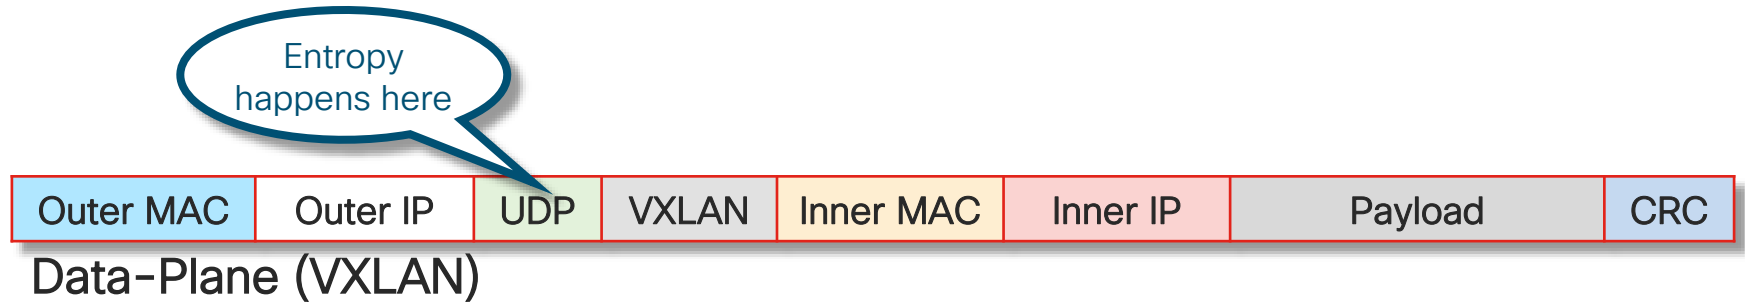 Entropy
happens here
Outer MAC Outer IP UDP VXLAN Inner MAC Inner IP Payload CRC
Data-Plane (VXLAN)